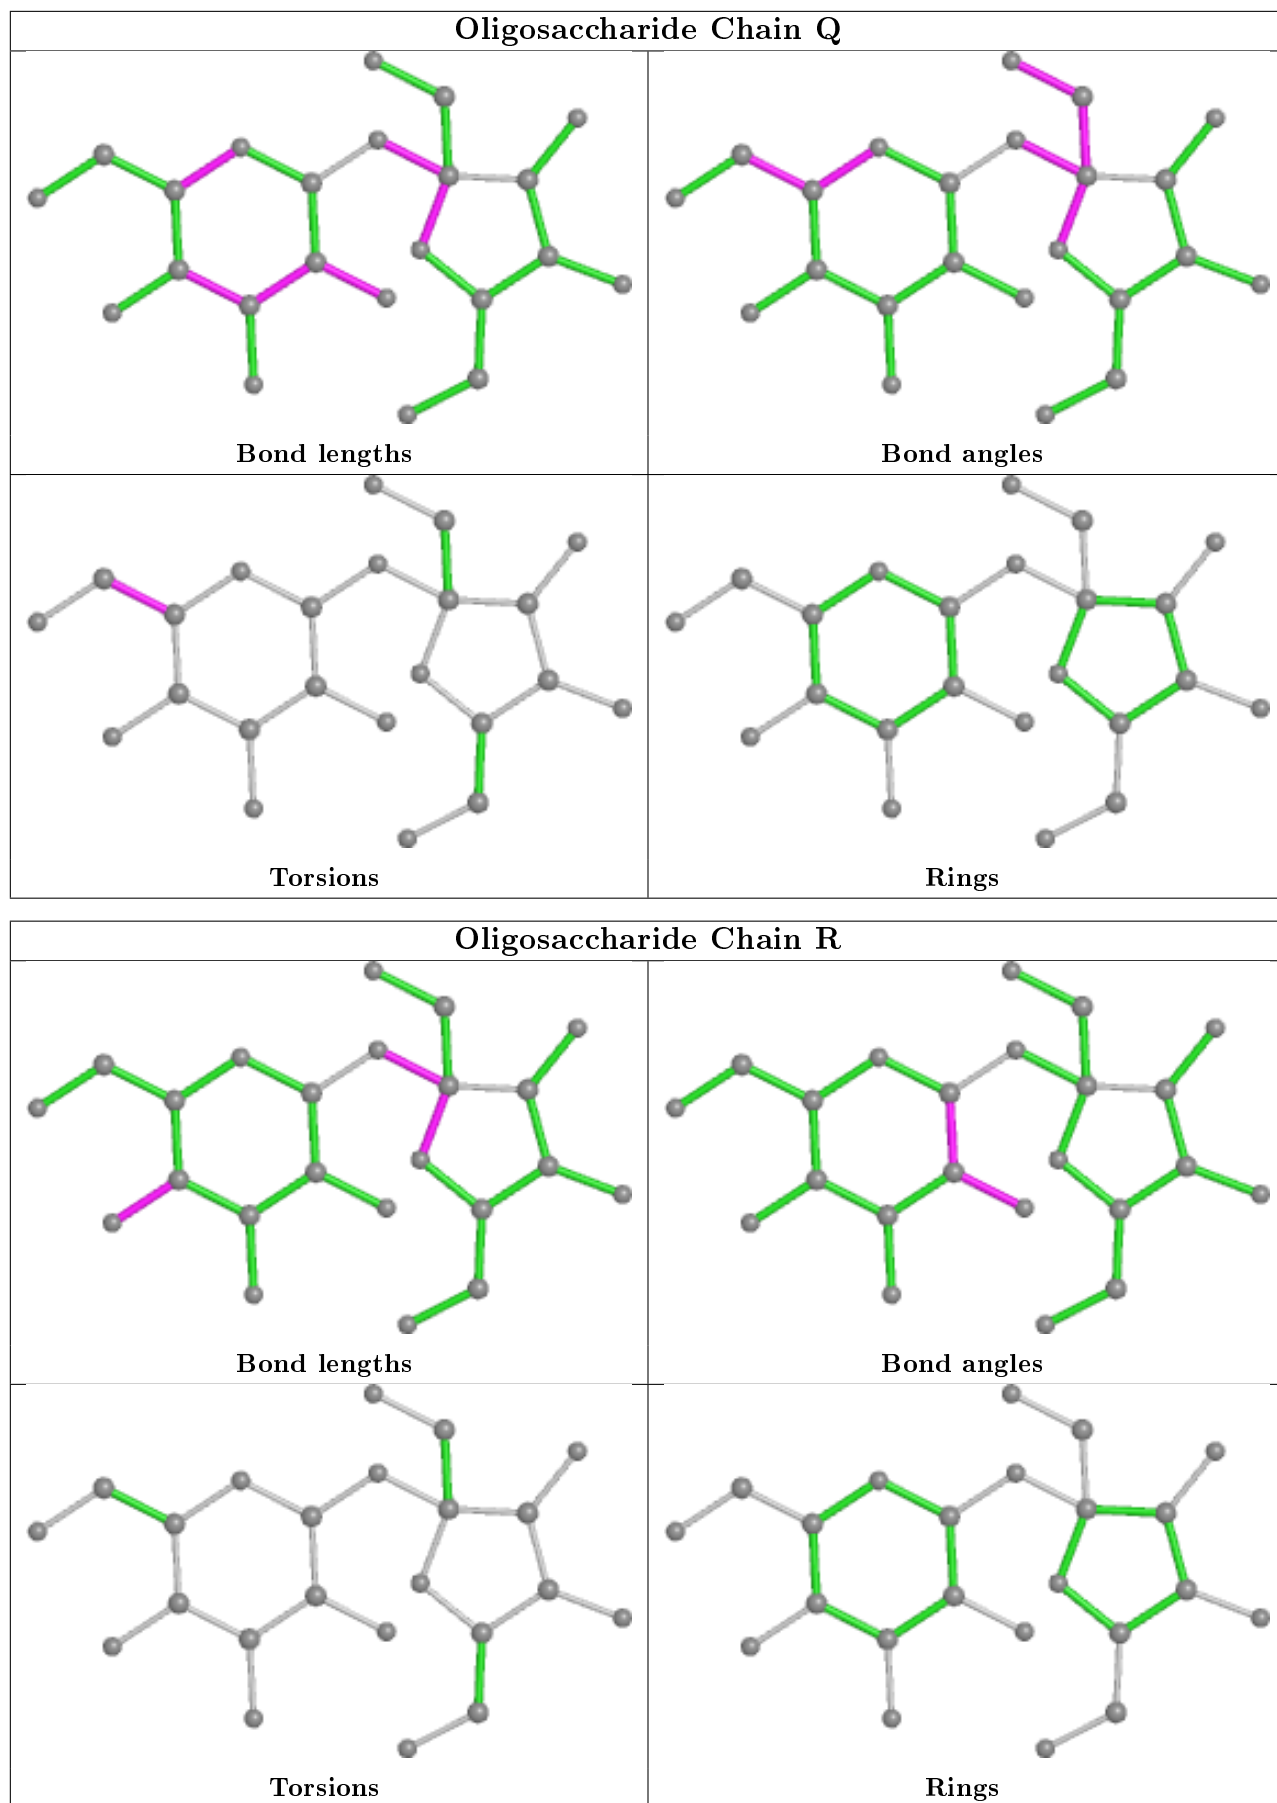 Oligosaccharide Chain Q
Bond lengths
Bond angles
Torsions
Rings
Oligosaccharide Chain R
Bond lengths
Bond angles
Torsions
Rings